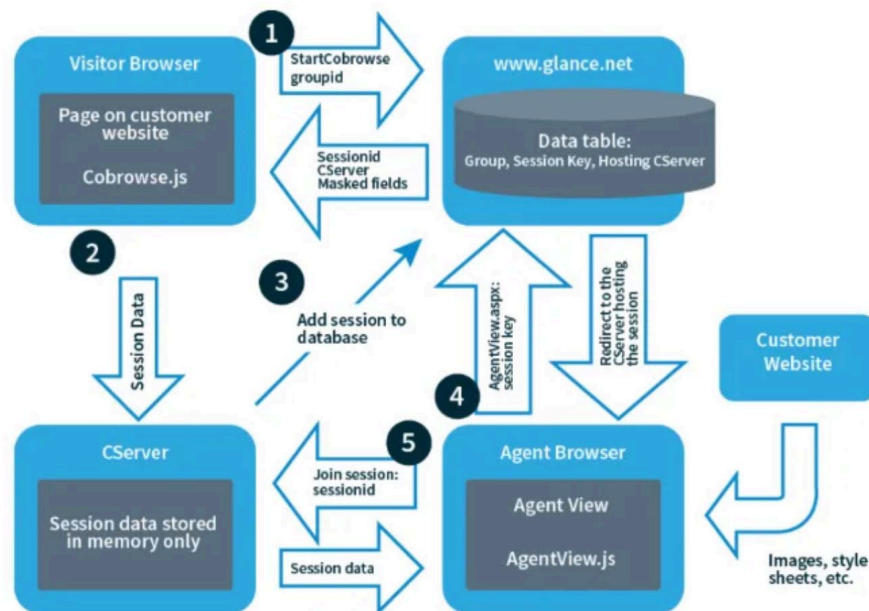 1
StartCobrowse
groupid
Visitor Browser
Page on customer
website
Cobrowse.js
www.glance.net
Data table:
Group, Session Key, Hosting CServer
Sessionid
CServer
Masked fields
2
Session Data
3
Add session to
database
4
AgentView.aspx:
session key
Redirect to the
CServer hosting
the session
Customer
Website
CServer
Session data stored
in memory only
5
Join session:
sessionid
Session data
Agent Browser
Agent View
AgentView.js
Images, style
sheets, etc.